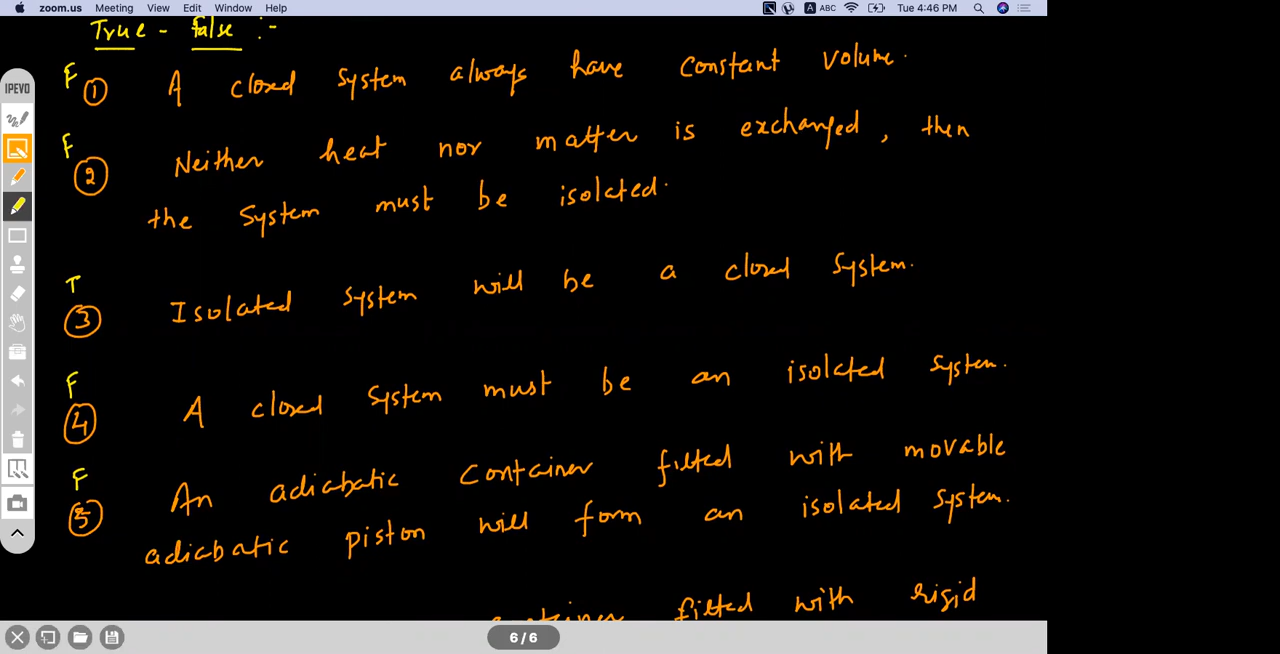 zoom.us Meeting View Edit Window Help ABC Tue 4:46 PM
True - False :-
IPEVO
F ① A closed system always have constant volume.
F ② Neither heat nor matter is exchanged, then
the system must be isolated.
T ③ Isolated system will be a closed system.
F ④ A closed system must be an isolated system.
F ⑤ An adiabatic container fitted with movable
adiabatic piston will form an isolated system.
container fitted with rigid
6 / 6